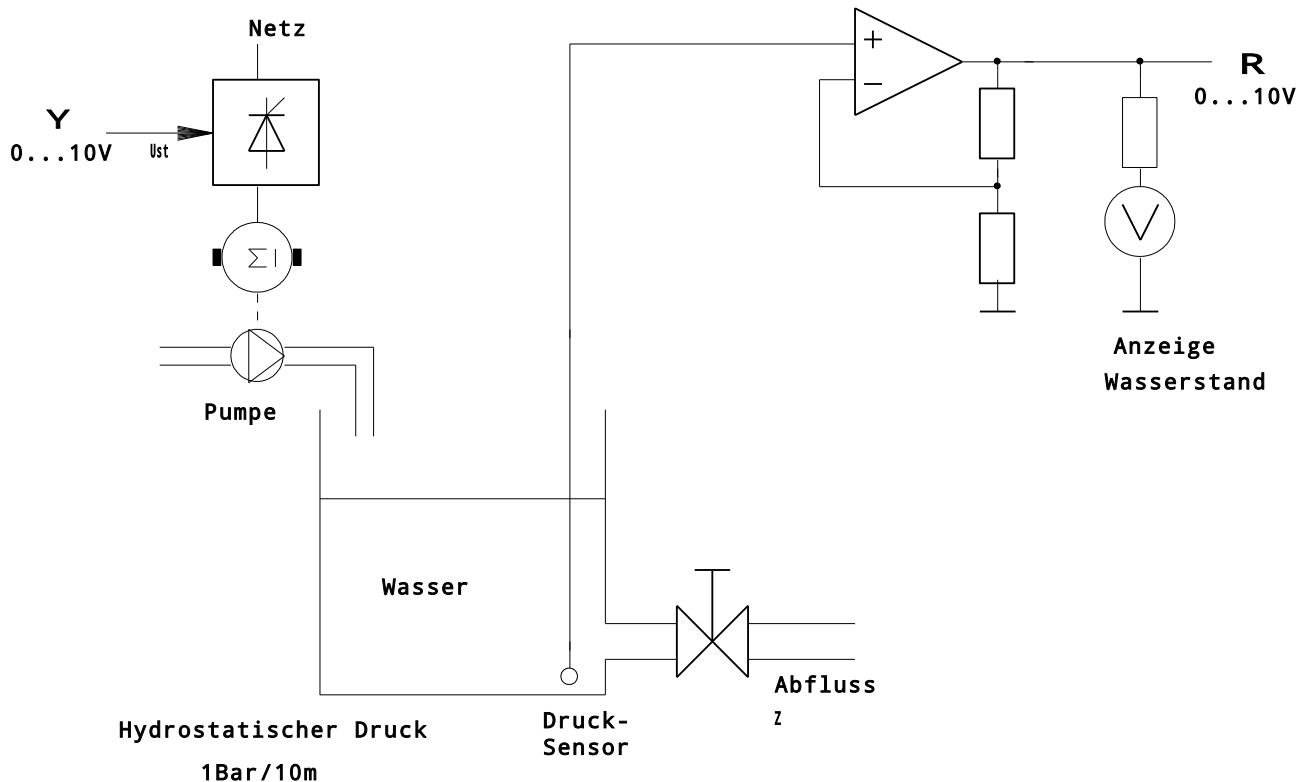 Netz
Y
0...10V
Ust
+
−
R
0...10V
V
Anzeige
Wasserstand
Pumpe
Wasser
Abfluss
Z
Hydrostatischer Druck
1Bar/10m
Druck-
Sensor